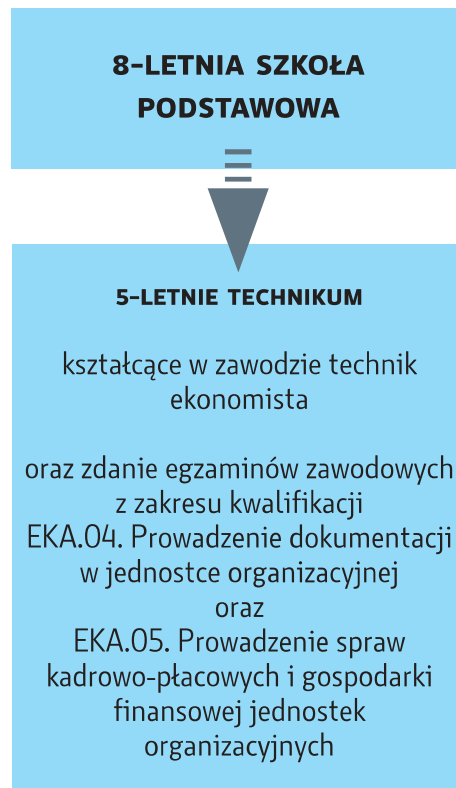 8-LETNIA SZKOŁA
PODSTAWOWA
5-LETNIE TECHNIKUM
kształcące w zawodzie technik
ekonomista
oraz zdanie egzaminów zawodowych
z zakresu kwalifikacji
EKA.04. Prowadzenie dokumentacji
w jednostce organizacyjnej
oraz
EKA.05. Prowadzenie spraw
kadrowo-płacowych i gospodarki
finansowej jednostek
organizacyjnych